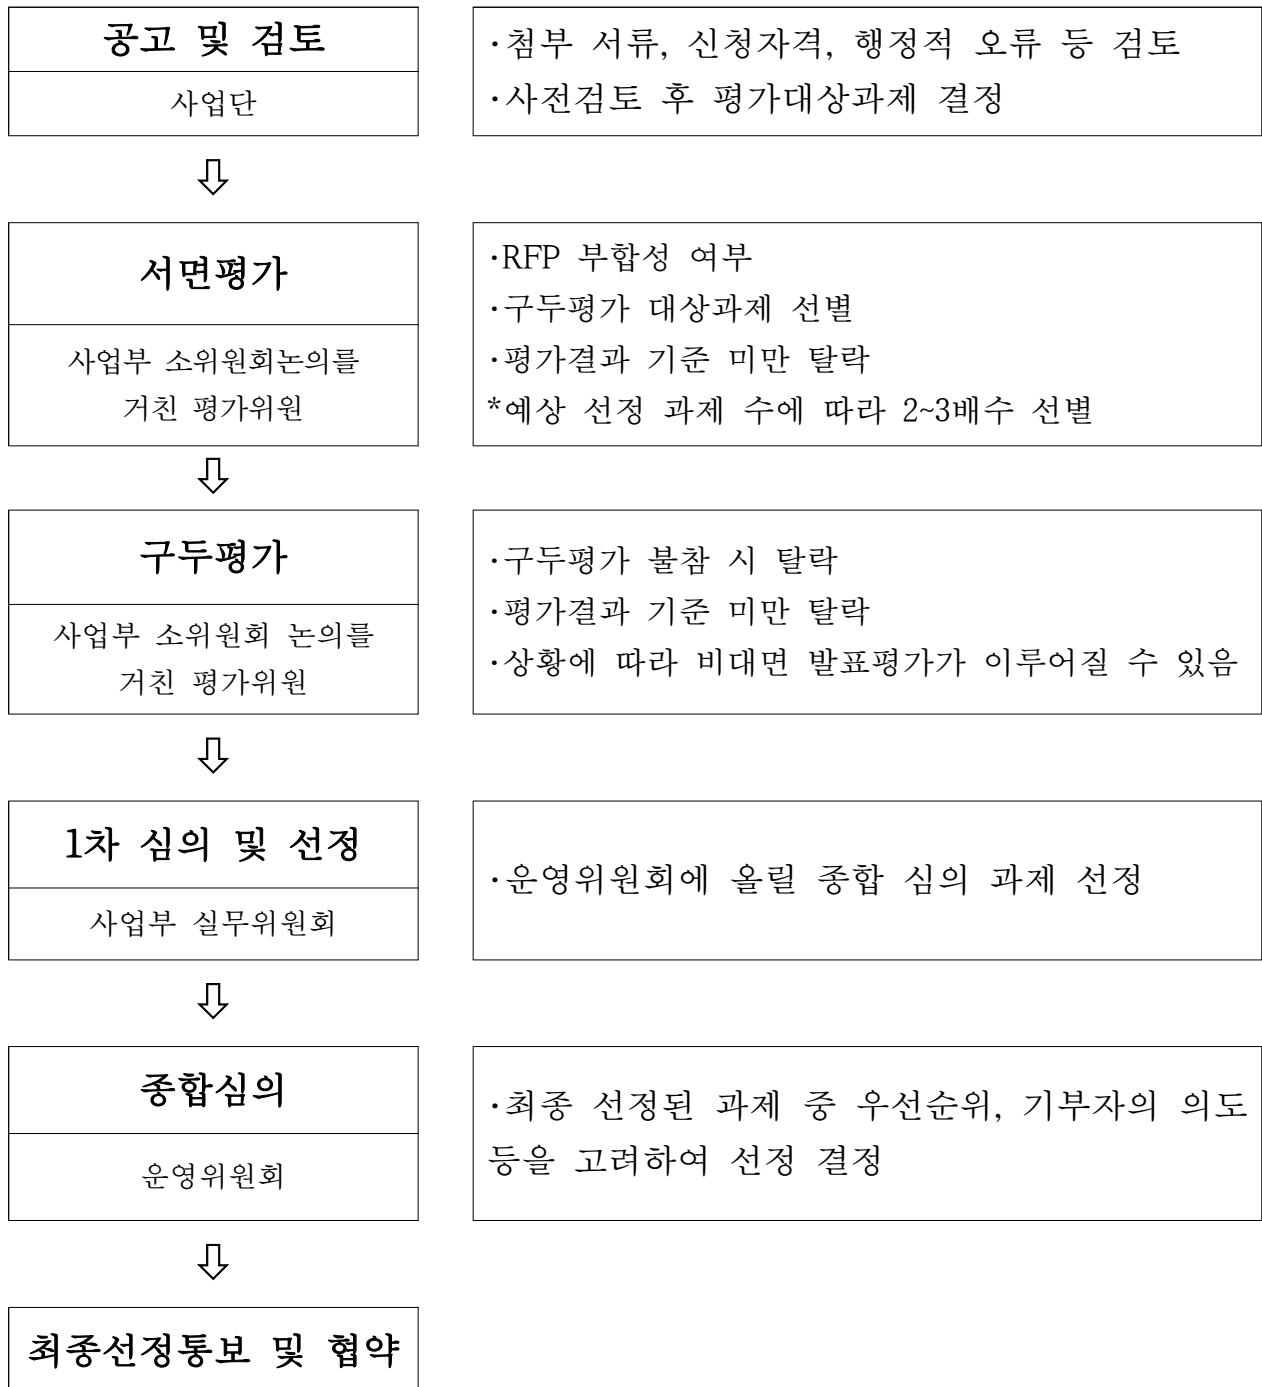 공고 및 검토
사업단
·첨부 서류, 신청자격, 행정적 오류 등 검토
·사전검토 후 평가대상과제 결정
서면평가
사업부 소위원회논의를
거친 평가위원
·RFP 부합성 여부
·구두평가 대상과제 선별
·평가결과 기준 미만 탈락
*예상 선정 과제 수에 따라 2~3배수 선별
구두평가
사업부 소위원회 논의를
거친 평가위원
·구두평가 불참 시 탈락
·평가결과 기준 미만 탈락
·상황에 따라 비대면 발표평가가 이루어질 수 있음
1차 심의 및 선정
사업부 실무위원회
·운영위원회에 올릴 종합 심의 과제 선정
종합심의
운영위원회
·최종 선정된 과제 중 우선순위, 기부자의 의도
등을 고려하여 선정 결정
최종선정통보 및 협약